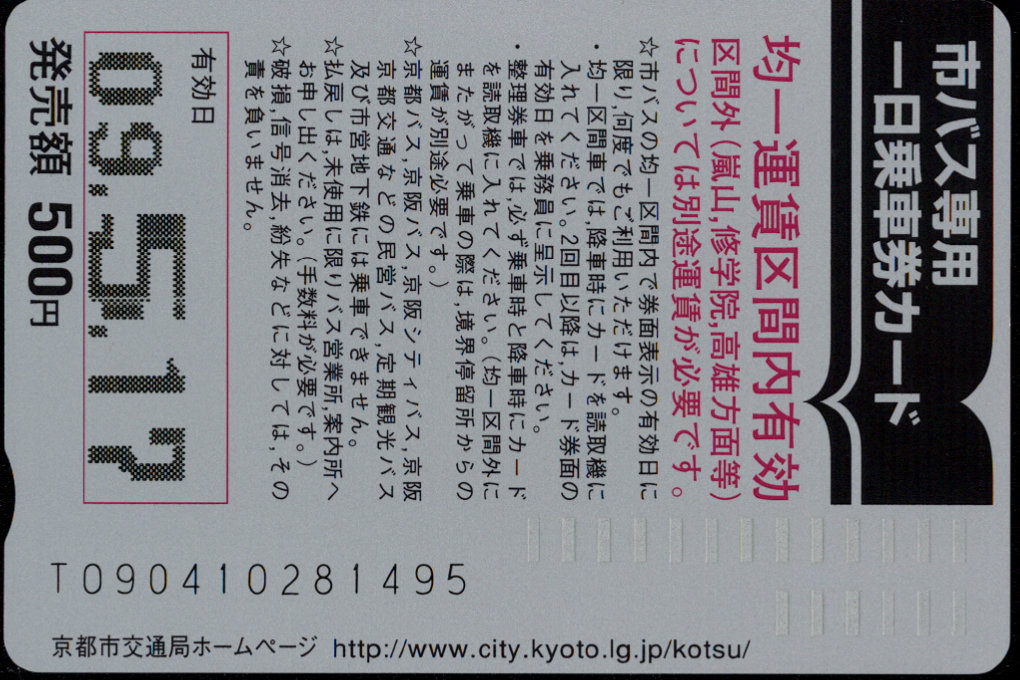 市バス専用
一日乗車券カード
均一運賃区間内有効
区間外(嵐山,修学院,高雄方面等)
については別途運賃が必要です。
☆市バスの均一区間内で券面表示の有効日に
限り,何度でもご利用いただけます。
・均一区間車では,降車時にカードを読取機に
入れてください。2回目以降は,カード券面の
有効日を乗務員に呈示してください。
・整理券車では,必ず乗車時と降車時にカード
を読取機に入れてください。(均一区間外に
またがって乗車の際は,境界停留所からの
運賃が別途必要です。)
☆京都バス,京阪バス,京阪シティバス,京阪
京都交通などの民営バス,定期観光バス
及び市営地下鉄には乗車できません。
☆払戻しは,未使用に限りバス営業所,案内所へ
お申し出ください。(手数料が必要です。)
☆破損,信号消去,紛失などに対しては,その
責を負いません。
有効日
09.5.17
発売額 500円
T090410281495
京都市交通局ホームページ http://www.city.kyoto.lg.jp/kotsu/